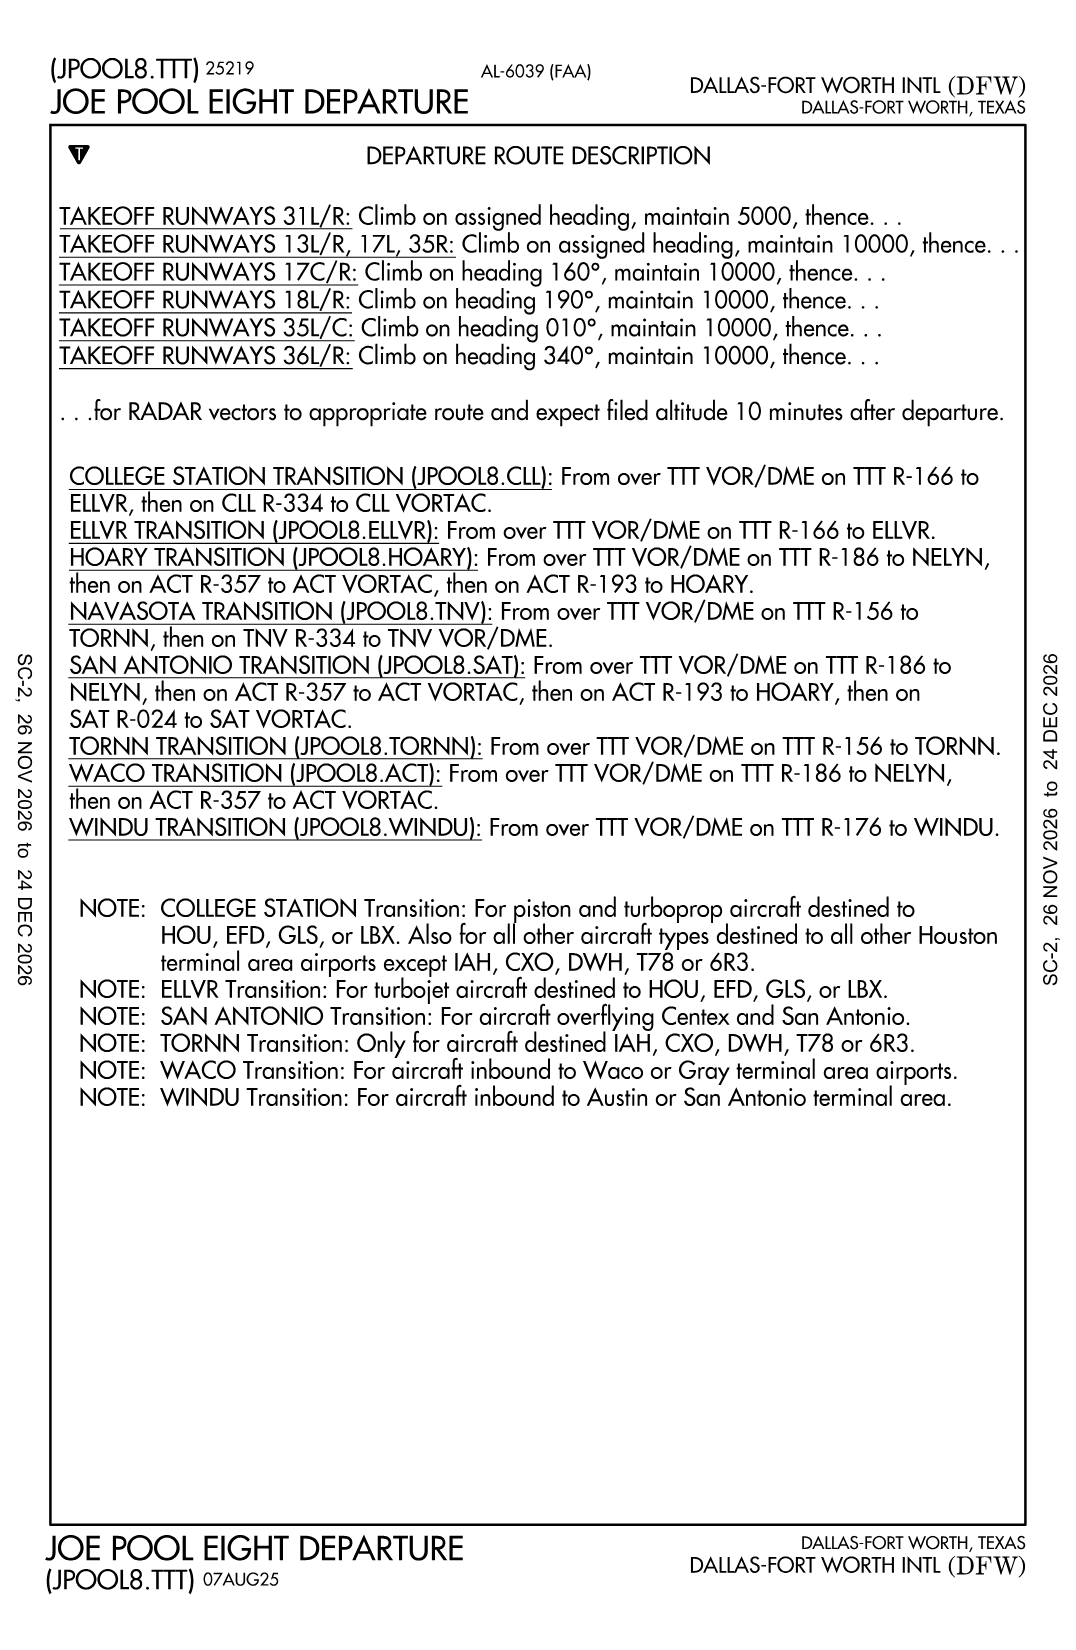 (JPOOL8.TTT) 25219
AL-6039 (FAA)
DALLAS-FORT WORTH INTL (DFW)
JOE POOL EIGHT DEPARTURE
DALLAS-FORT WORTH, TEXAS
T
DEPARTURE ROUTE DESCRIPTION
TAKEOFF RUNWAYS 31L/R: Climb on assigned heading, maintain 5000, thence. . .
TAKEOFF RUNWAYS 13L/R, 17L, 35R: Climb on assigned heading, maintain 10000, thence. . .
TAKEOFF RUNWAYS 17C/R: Climb on heading 160°, maintain 10000, thence. . .
TAKEOFF RUNWAYS 18L/R: Climb on heading 190°, maintain 10000, thence. . .
TAKEOFF RUNWAYS 35L/C: Climb on heading 010°, maintain 10000, thence. . .
TAKEOFF RUNWAYS 36L/R: Climb on heading 340°, maintain 10000, thence. . .
. . .for RADAR vectors to appropriate route and expect filed altitude 10 minutes after departure.
COLLEGE STATION TRANSITION (JPOOL8.CLL): From over TTT VOR/DME on TTT R-166 to
ELLVR, then on CLL R-334 to CLL VORTAC.
ELLVR TRANSITION (JPOOL8.ELLVR): From over TTT VOR/DME on TTT R-166 to ELLVR.
HOARY TRANSITION (JPOOL8.HOARY): From over TTT VOR/DME on TTT R-186 to NELYN,
then on ACT R-357 to ACT VORTAC, then on ACT R-193 to HOARY.
NAVASOTA TRANSITION (JPOOL8.TNV): From over TTT VOR/DME on TTT R-156 to
TORNN, then on TNV R-334 to TNV VOR/DME.
SAN ANTONIO TRANSITION (JPOOL8.SAT): From over TTT VOR/DME on TTT R-186 to
NELYN, then on ACT R-357 to ACT VORTAC, then on ACT R-193 to HOARY, then on
SAT R-024 to SAT VORTAC.
TORNN TRANSITION (JPOOL8.TORNN): From over TTT VOR/DME on TTT R-156 to TORNN.
WACO TRANSITION (JPOOL8.ACT): From over TTT VOR/DME on TTT R-186 to NELYN,
then on ACT R-357 to ACT VORTAC.
WINDU TRANSITION (JPOOL8.WINDU): From over TTT VOR/DME on TTT R-176 to WINDU.
NOTE: COLLEGE STATION Transition: For piston and turboprop aircraft destined to
HOU, EFD, GLS, or LBX. Also for all other aircraft types destined to all other Houston
terminal area airports except IAH, CXO, DWH, T78 or 6R3.
NOTE: ELLVR Transition: For turbojet aircraft destined to HOU, EFD, GLS, or LBX.
NOTE: SAN ANTONIO Transition: For aircraft overflying Centex and San Antonio.
NOTE: TORNN Transition: Only for aircraft destined IAH, CXO, DWH, T78 or 6R3.
NOTE: WACO Transition: For aircraft inbound to Waco or Gray terminal area airports.
NOTE: WINDU Transition: For aircraft inbound to Austin or San Antonio terminal area.
SC-2, 26 NOV 2026 to 24 DEC 2026
SC-2, 26 NOV 2026 to 24 DEC 2026
JOE POOL EIGHT DEPARTURE
DALLAS-FORT WORTH, TEXAS
(JPOOL8.TTT) 07AUG25
DALLAS-FORT WORTH INTL (DFW)